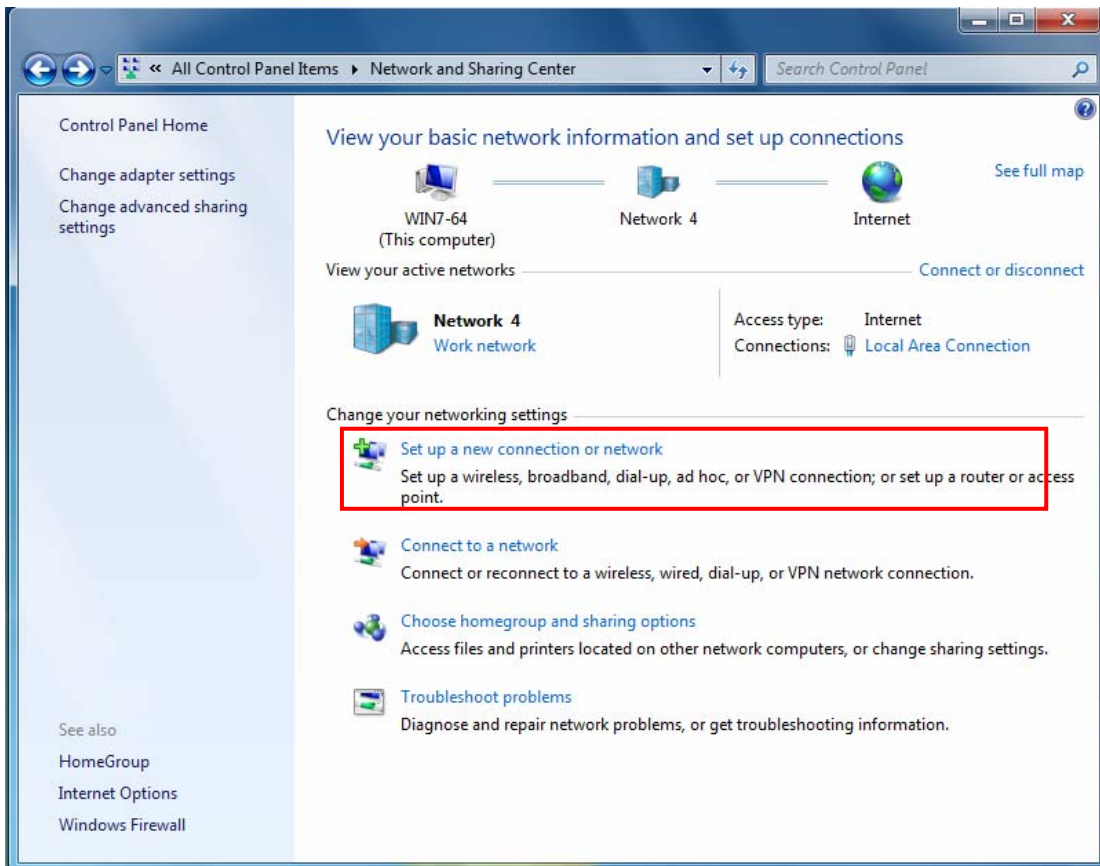 « All Control Panel Items ▸ Network and Sharing Center
Search Control Panel
Control Panel Home
Change adapter settings
Change advanced sharing
settings
See also
HomeGroup
Internet Options
Windows Firewall
View your basic network information and set up connections
See full map
WIN7-64
(This computer)
Network 4
Internet
View your active networks
Connect or disconnect
Network 4
Work network
Access type: Internet
Connections: Local Area Connection
Change your networking settings
Set up a new connection or network
Set up a wireless, broadband, dial-up, ad hoc, or VPN connection; or set up a router or access
point.
Connect to a network
Connect or reconnect to a wireless, wired, dial-up, or VPN network connection.
Choose homegroup and sharing options
Access files and printers located on other network computers, or change sharing settings.
Troubleshoot problems
Diagnose and repair network problems, or get troubleshooting information.